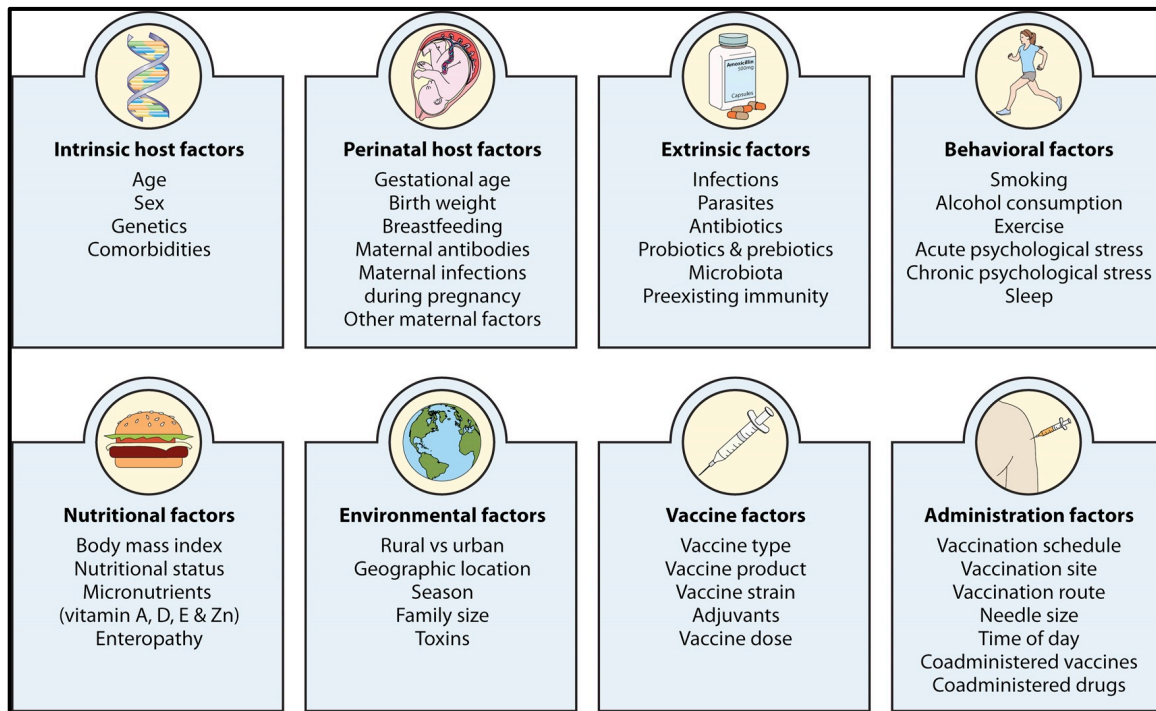 Amoxicillin
500mg
Capsules
Intrinsic host factors
Age
Sex
Genetics
Comorbidities
Perinatal host factors
Gestational age
Birth weight
Breastfeeding
Maternal antibodies
Maternal infections
during pregnancy
Other maternal factors
Extrinsic factors
Infections
Parasites
Antibiotics
Probiotics & prebiotics
Microbiota
Preexisting immunity
Behavioral factors
Smoking
Alcohol consumption
Exercise
Acute psychological stress
Chronic psychological stress
Sleep
Nutritional factors
Body mass index
Nutritional status
Micronutrients
(vitamin A, D, E & Zn)
Enteropathy
Environmental factors
Rural vs urban
Geographic location
Season
Family size
Toxins
Vaccine factors
Vaccine type
Vaccine product
Vaccine strain
Adjuvants
Vaccine dose
Administration factors
Vaccination schedule
Vaccination site
Vaccination route
Needle size
Time of day
Coadministered vaccines
Coadministered drugs